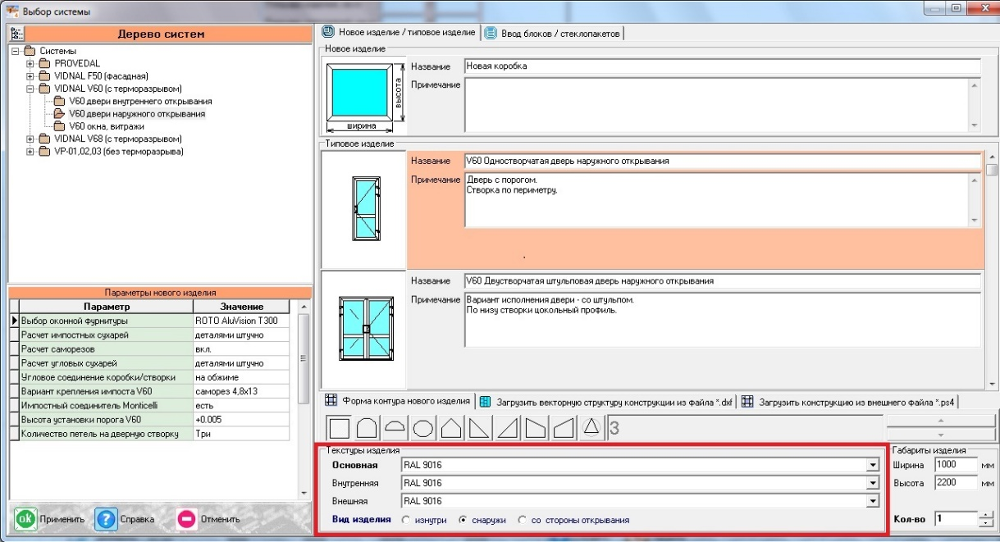 Выбор системы
Дерево систем
Системы
PROVEDAL
VIDNAL F50 (фасадная)
VIDNAL V60 (с терморазрывом)
V60 двери внутреннего открывания
V60 двери наружного открывания
V60 окна, витражи
VIDNAL V68 (с терморазрывом)
VP-01,02,03 (без терморазрыва)
Параметры нового изделия
Параметр Значение
Выбор оконной фурнитуры ROTO AluVision T300
Расчет импостных сухарей деталями штучно
Расчет саморезов вкл.
Расчет угловых сухарей деталями штучно
Угловое соединение коробки/створки на обжиме
Вариант крепления импоста V60 саморез 4,8x13
Импостный соединитель Monticelli есть
Высота установки порога V60 +0.005
Количество петель на дверную створку Три
ok Применить ? Справка Отменить
Новое изделие / типовое изделие Ввод блоков / стеклопакетов
Новое изделие
высота
ширина
Название Новая коробка
Примечание
Типовое изделие
Название V60 Одностворчатая дверь наружного открывания
Примечание Дверь с порогом.
Створка по периметру.
Название V60 Двустворчатая штульповая дверь наружного открывания
Примечание Вариант исполнения двери - со штульпом.
По низу створки цокольный профиль.
Форма контура нового изделия Загрузить векторную структуру конструкции из файла *.dxf Загрузить конструкцию из внешнего файла *.ps4
3
Текстуры изделия
Основная RAL 9016
Внутренняя RAL 9016
Внешняя RAL 9016
Вид изделия изнутри снаружи со стороны открывания
Габариты изделия
Ширина 1000 мм
Высота 2200 мм
Кол-во 1